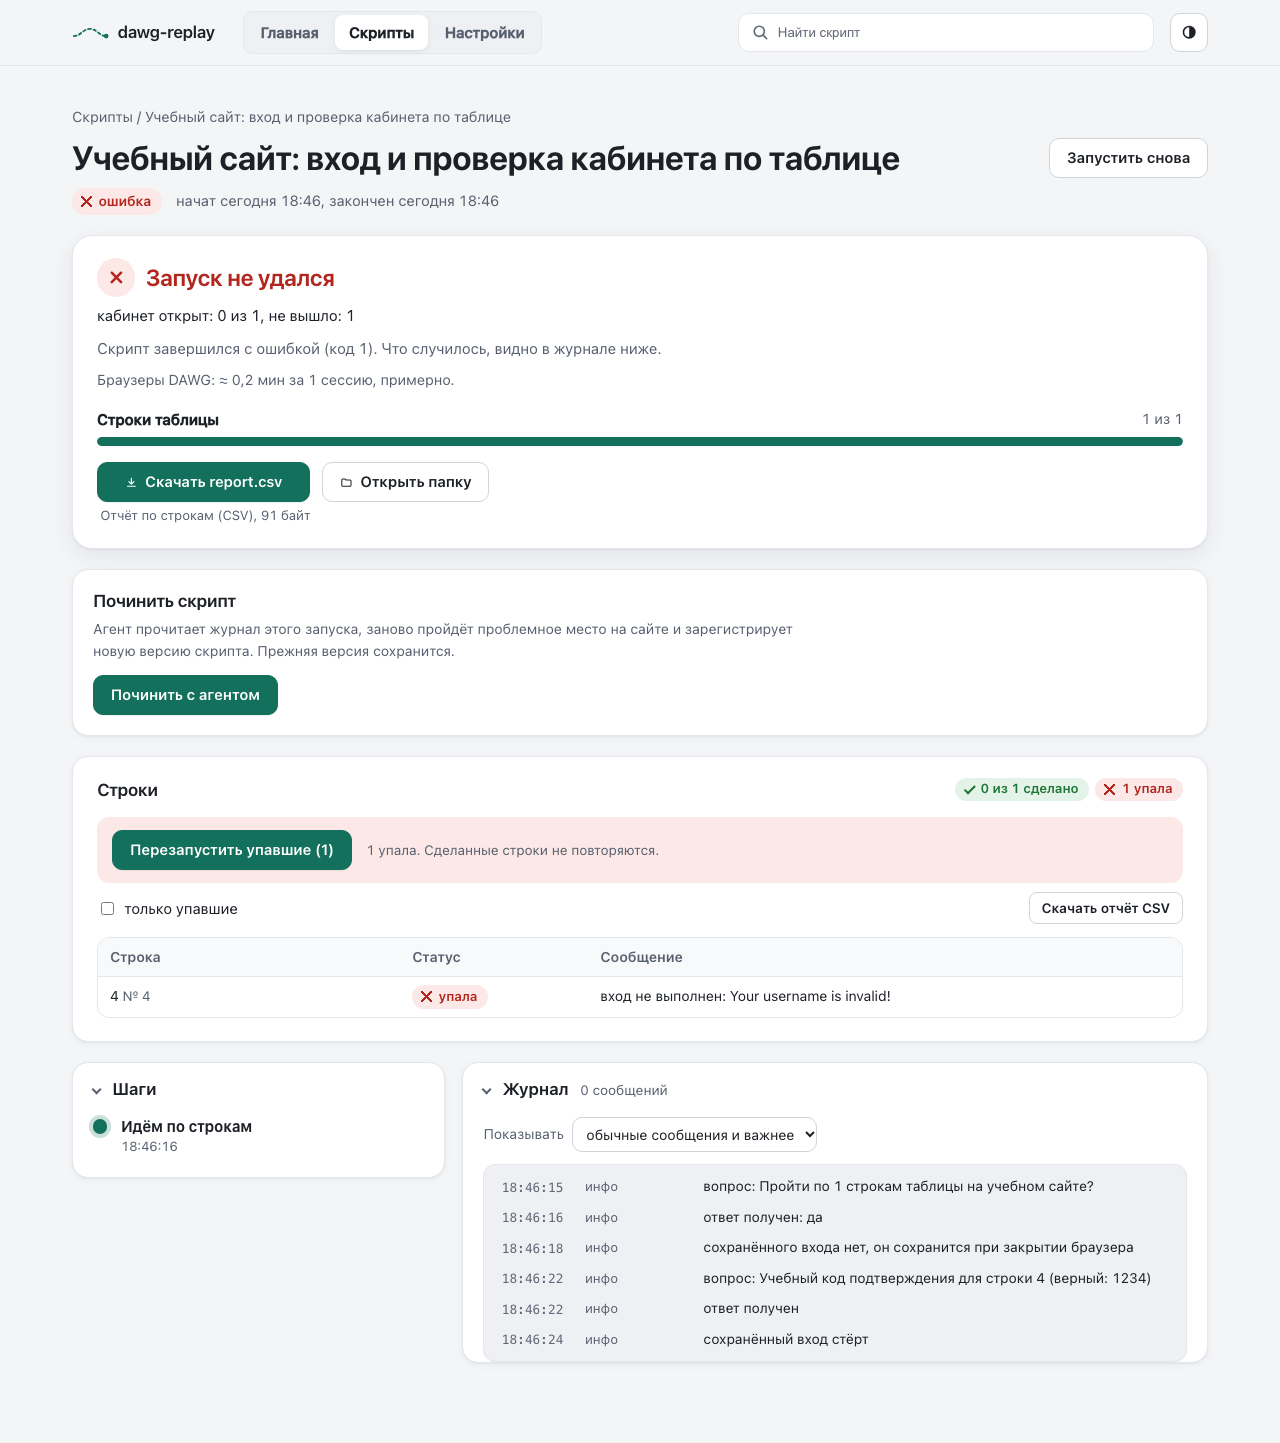 dawg-replay
Главная
Скрипты
Настройки
Найти скрипт
Скрипты / Учебный сайт: вход и проверка кабинета по таблице
Учебный сайт: вход и проверка кабинета по таблице
Запустить снова
ошибка
начат сегодня 18:46, закончен сегодня 18:46
Запуск не удался
кабинет открыт: 0 из 1, не вышло: 1
Скрипт завершился с ошибкой (код 1). Что случилось, видно в журнале ниже.
Браузеры DAWG: ≈ 0,2 мин за 1 сессию, примерно.
Строки таблицы
1 из 1
Скачать report.csv
Открыть папку
Отчёт по строкам (CSV), 91 байт
Починить скрипт
Агент прочитает журнал этого запуска, заново пройдёт проблемное место на сайте и зарегистрирует
новую версию скрипта. Прежняя версия сохранится.
Починить с агентом
Строки
0 из 1 сделано
1 упала
Перезапустить упавшие (1)
1 упала. Сделанные строки не повторяются.
только упавшие
Скачать отчёт CSV
Строка Статус Сообщение
4 № 4 упала вход не выполнен: Your username is invalid!
Шаги
Идём по строкам
18:46:16
Журнал 0 сообщений
Показывать обычные сообщения и важнее
18:46:15 инфо вопрос: Пройти по 1 строкам таблицы на учебном сайте?
18:46:16 инфо ответ получен: да
18:46:18 инфо сохранённого входа нет, он сохранится при закрытии браузера
18:46:22 инфо вопрос: Учебный код подтверждения для строки 4 (верный: 1234)
18:46:22 инфо ответ получен
18:46:24 инфо сохранённый вход стёрт